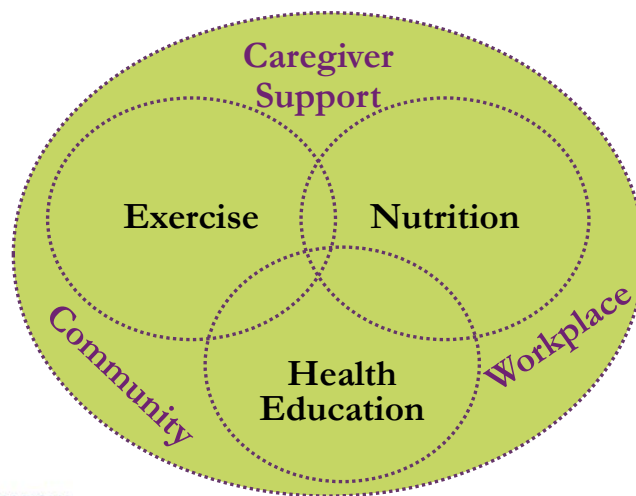 Caregiver
Support
Exercise
Nutrition
Community
Workplace
Health
Education